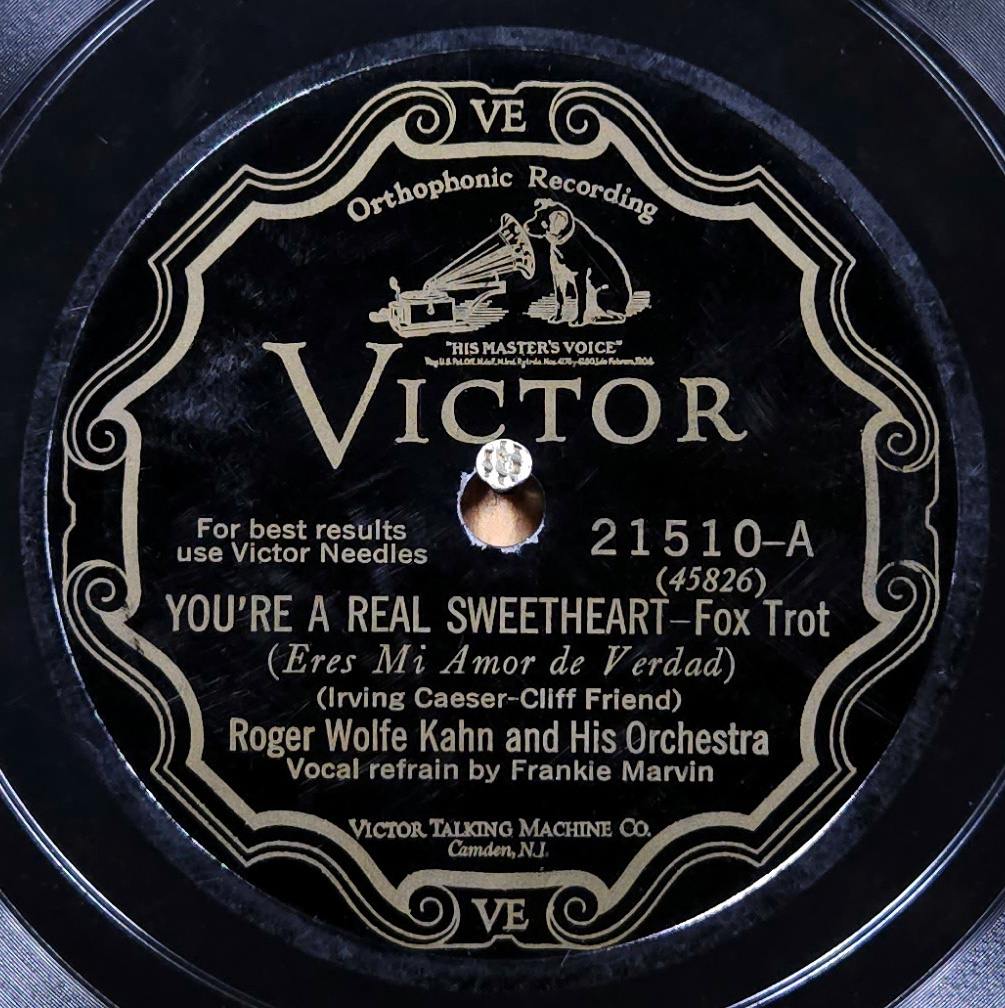 VE
Orthophonic Recording
"HIS MASTER'S VOICE"
VICTOR
For best results
use Victor Needles
21510-A
(45826)
YOU'RE A REAL SWEETHEART-Fox Trot
(Eres Mi Amor de Verdad)
(Irving Caeser-Cliff Friend)
Roger Wolfe Kahn and His Orchestra
Vocal refrain by Frankie Marvin
VICTOR TALKING MACHINE CO.
Camden, N.J.
VE